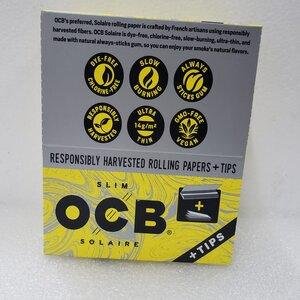 OCB's preferred, Solaire rolling paper is crafted by French artisans using responsibly
harvested fibers. OCB is dye-free, chlorine-free, slow-burning, ultra-thin, and
made with natural always-sticks gum, so you can enjoy your smoke's natural flavors.
DYE-FREE
CHLORINE-FREE
SLOW
BURNING
ALWAYS
STICKS GUM
RESPONSIBLY
HARVESTED
ULTRA
14g/m²
THIN
GMO-FREE
VEGAN
RESPONSIBLY HARVESTED ROLLING PAPERS + TIPS
SLIM
OCB®
+
SOLAIRE
+ TIPS